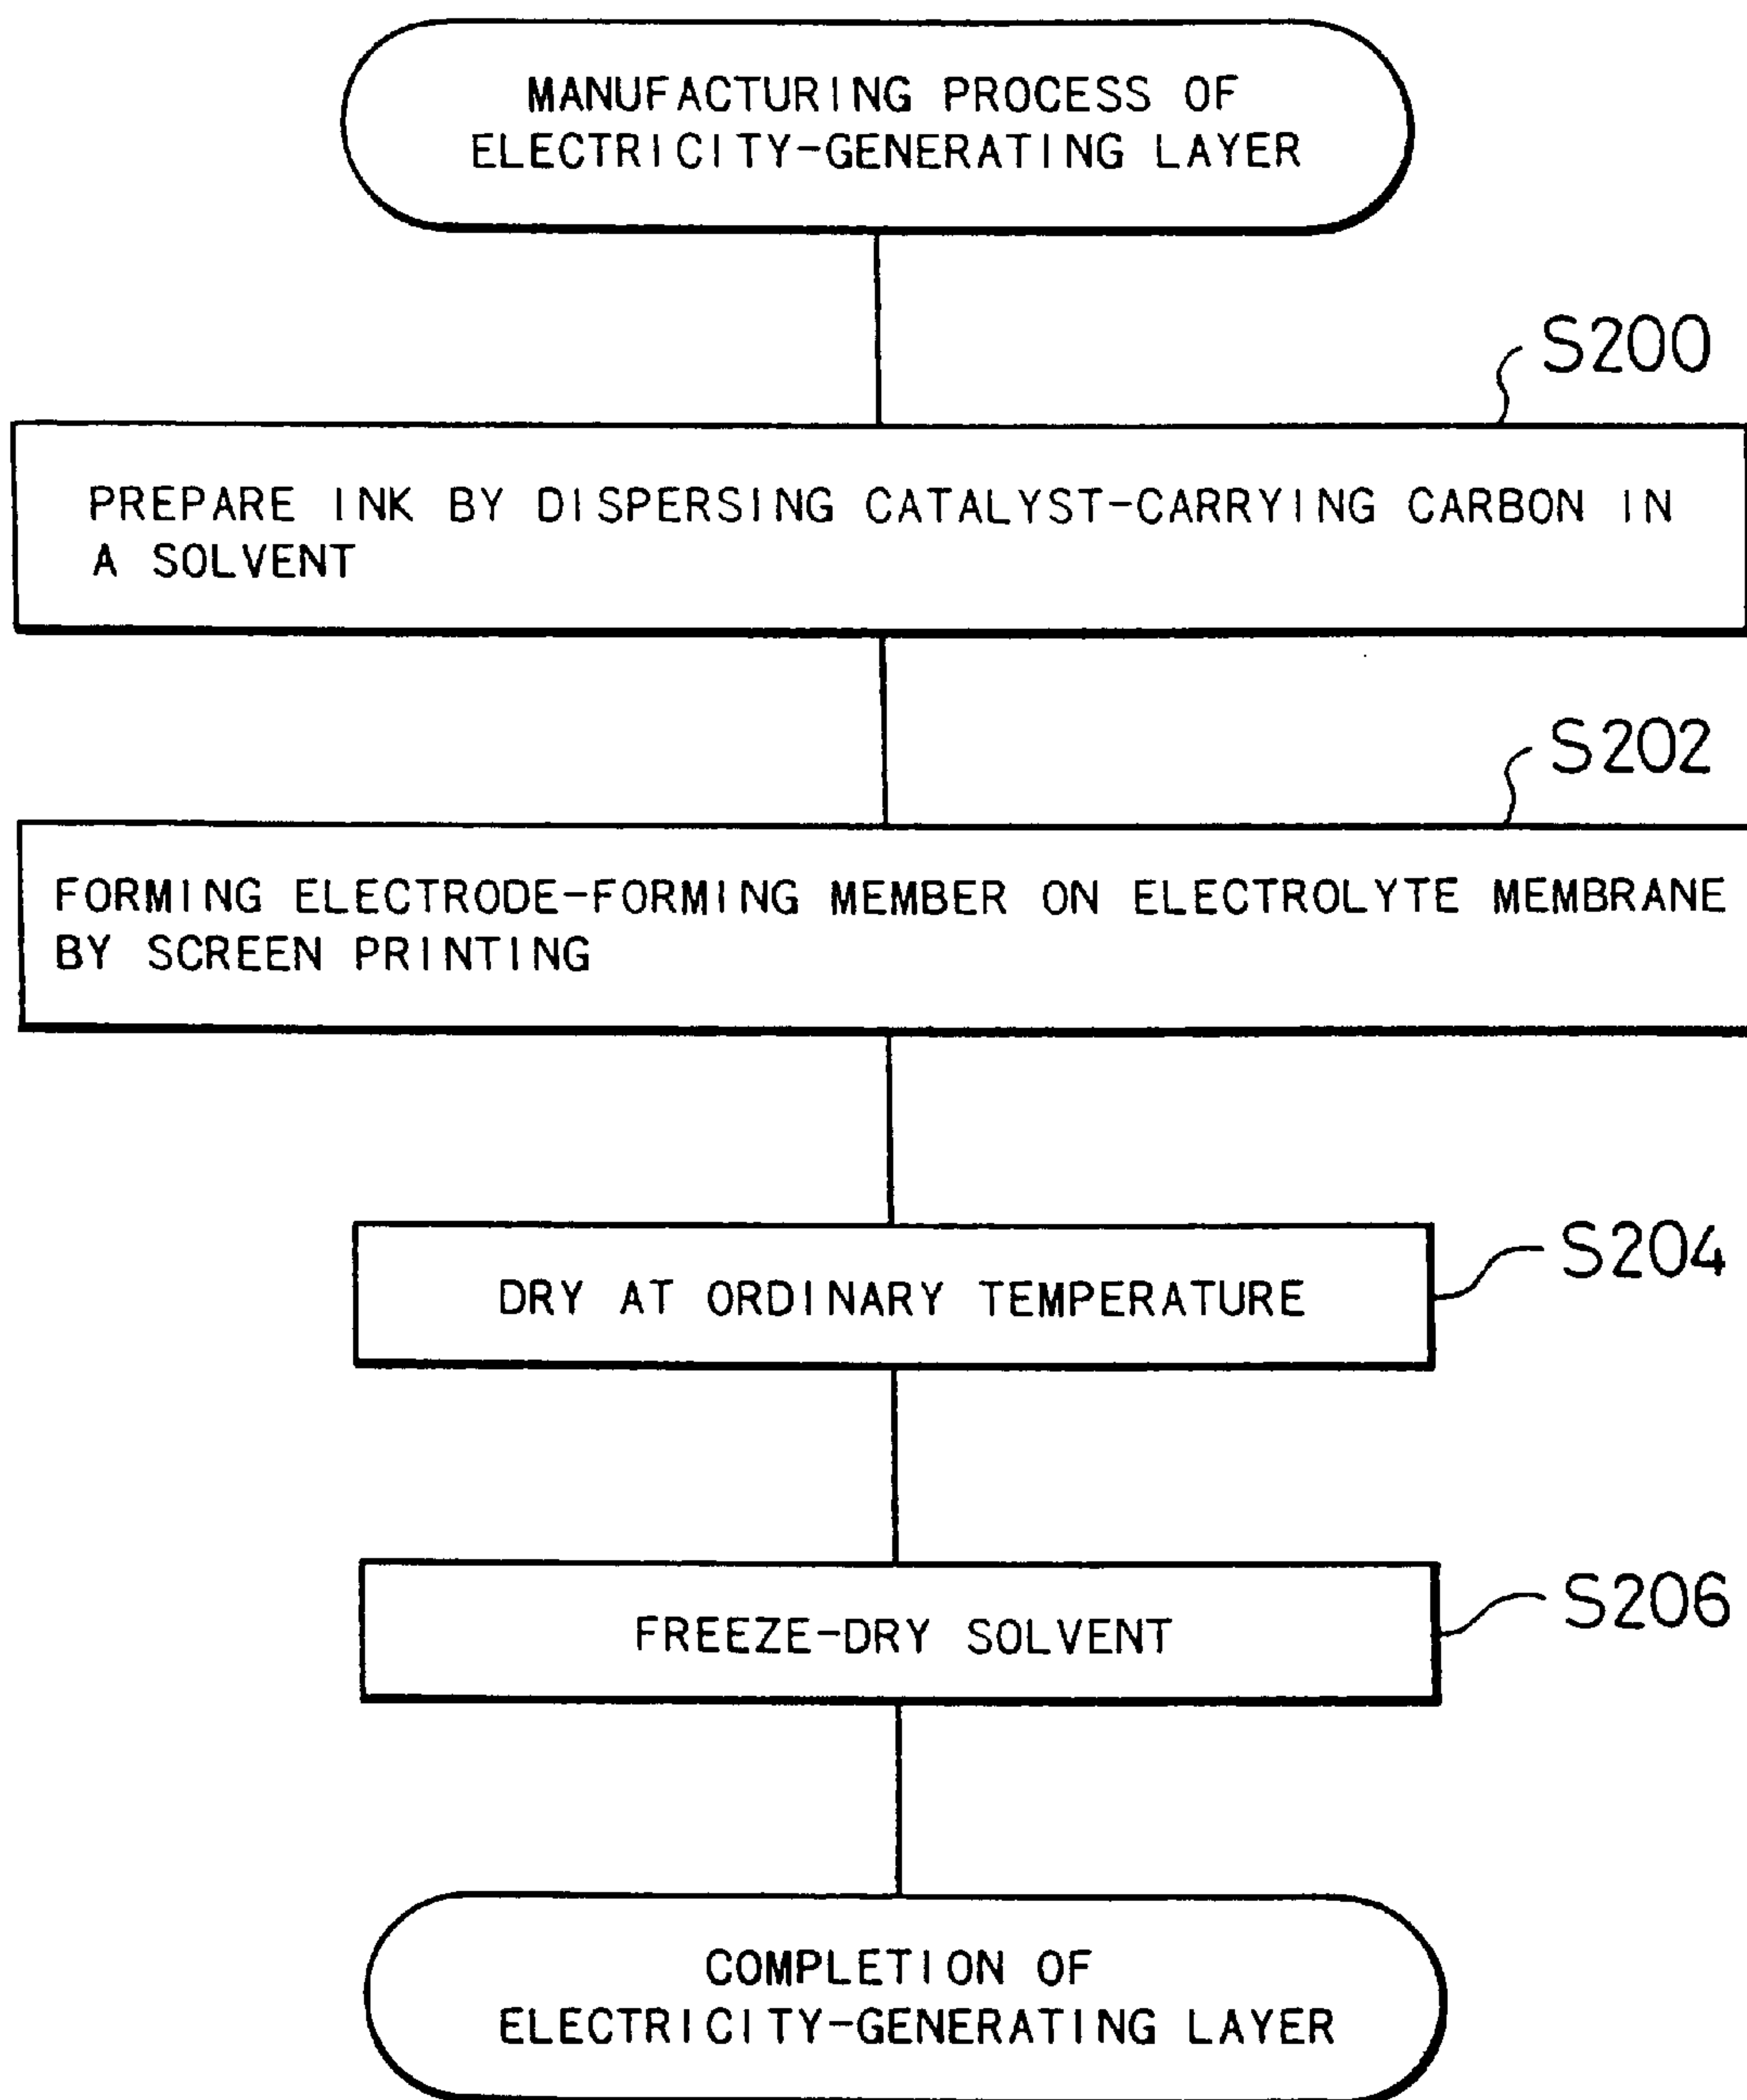 MANUFACTURING PROCESS OF
ELECTRICITY-GENERATING LAYER
S200
PREPARE INK BY DISPERSING CATALYST-CARRYING CARBON IN
A SOLVENT
S202
FORMING ELECTRODE-FORMING MEMBER ON ELECTROLYTE MEMBRANE
BY SCREEN PRINTING
DRY AT ORDINARY TEMPERATURE
S204
FREEZE-DRY SOLVENT
S206
COMPLETION OF
ELECTRICITY-GENERATING LAYER